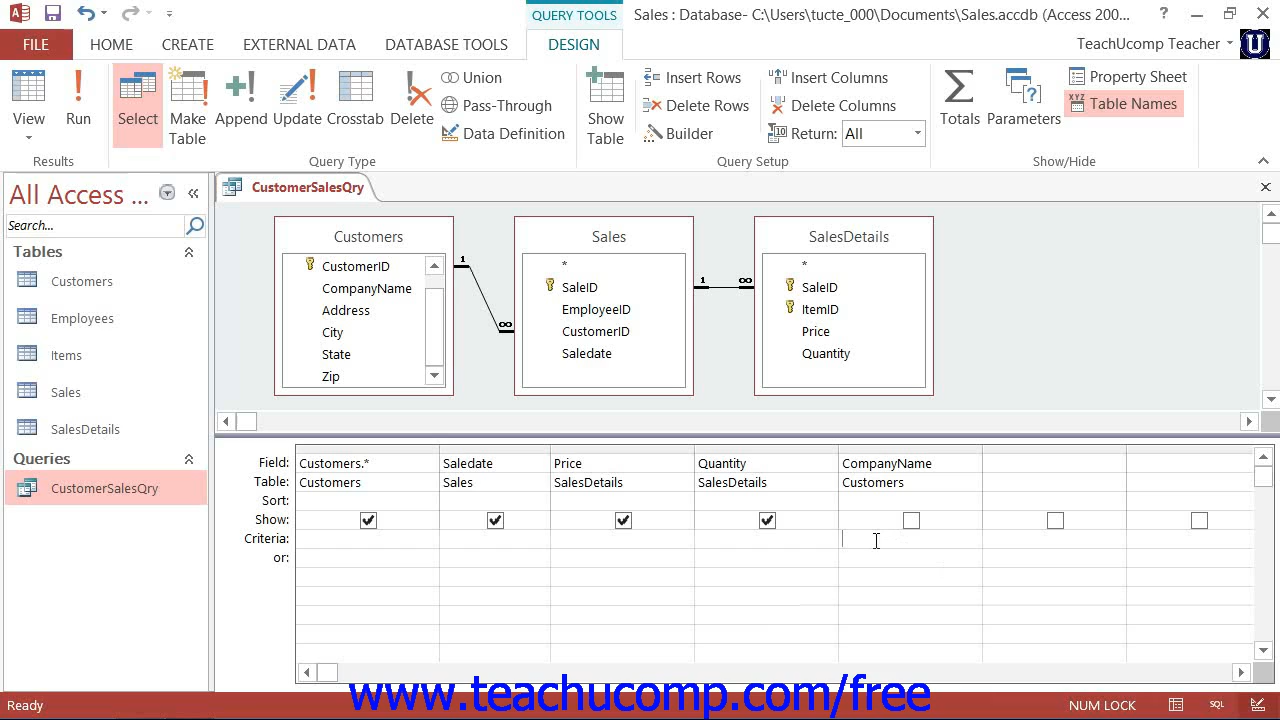 QUERY TOOLS
Sales : Database- C:\Users\tucte_000\Documents\Sales.accdb (Access 200...
FILE HOME CREATE EXTERNAL DATA DATABASE TOOLS DESIGN
TeachUcomp Teacher
View
Run
Select
Make Table
Append
Update
Crosstab
Delete
Union
Pass-Through
Data Definition
Show Table
Insert Rows
Delete Rows
Builder
Insert Columns
Delete Columns
Return: All
Totals
Parameters
Property Sheet
Table Names
Results
Query Type
Query Setup
Show/Hide
All Access ...
Search...
Tables
Customers
Employees
Items
Sales
SalesDetails
Queries
CustomerSalesQry
CustomerSalesQry
Customers
CustomerID
CompanyName
Address
City
State
Zip
1
∞
Sales
*
SaleID
EmployeeID
CustomerID
Saledate
1
∞
SalesDetails
*
SaleID
ItemID
Price
Quantity
Field: Customers.* Saledate Price Quantity CompanyName
Table: Customers Sales SalesDetails SalesDetails Customers
Sort:
Show:
Criteria:
or:
www.teachucomp.com/free
Ready
NUM LOCK
SQL